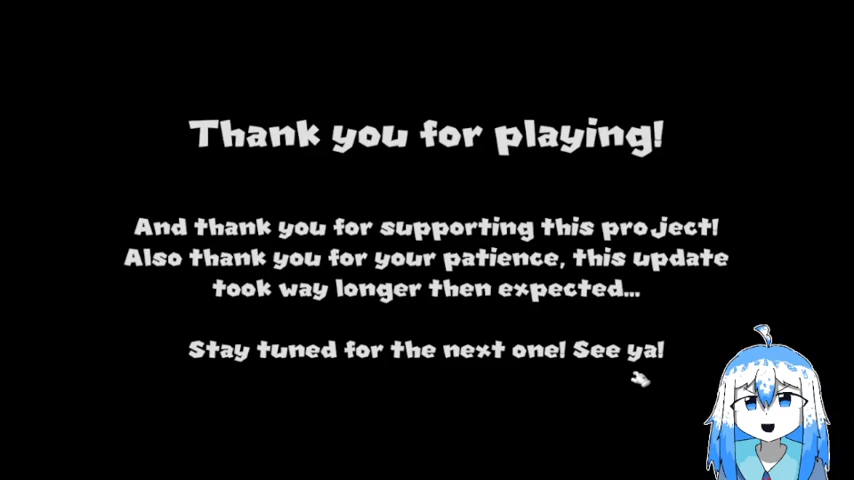 Thank you for playing!
And thank you for supporting this project!
Also thank you for your patience, this update
took way longer then expected...
Stay tuned for the next one! See ya!